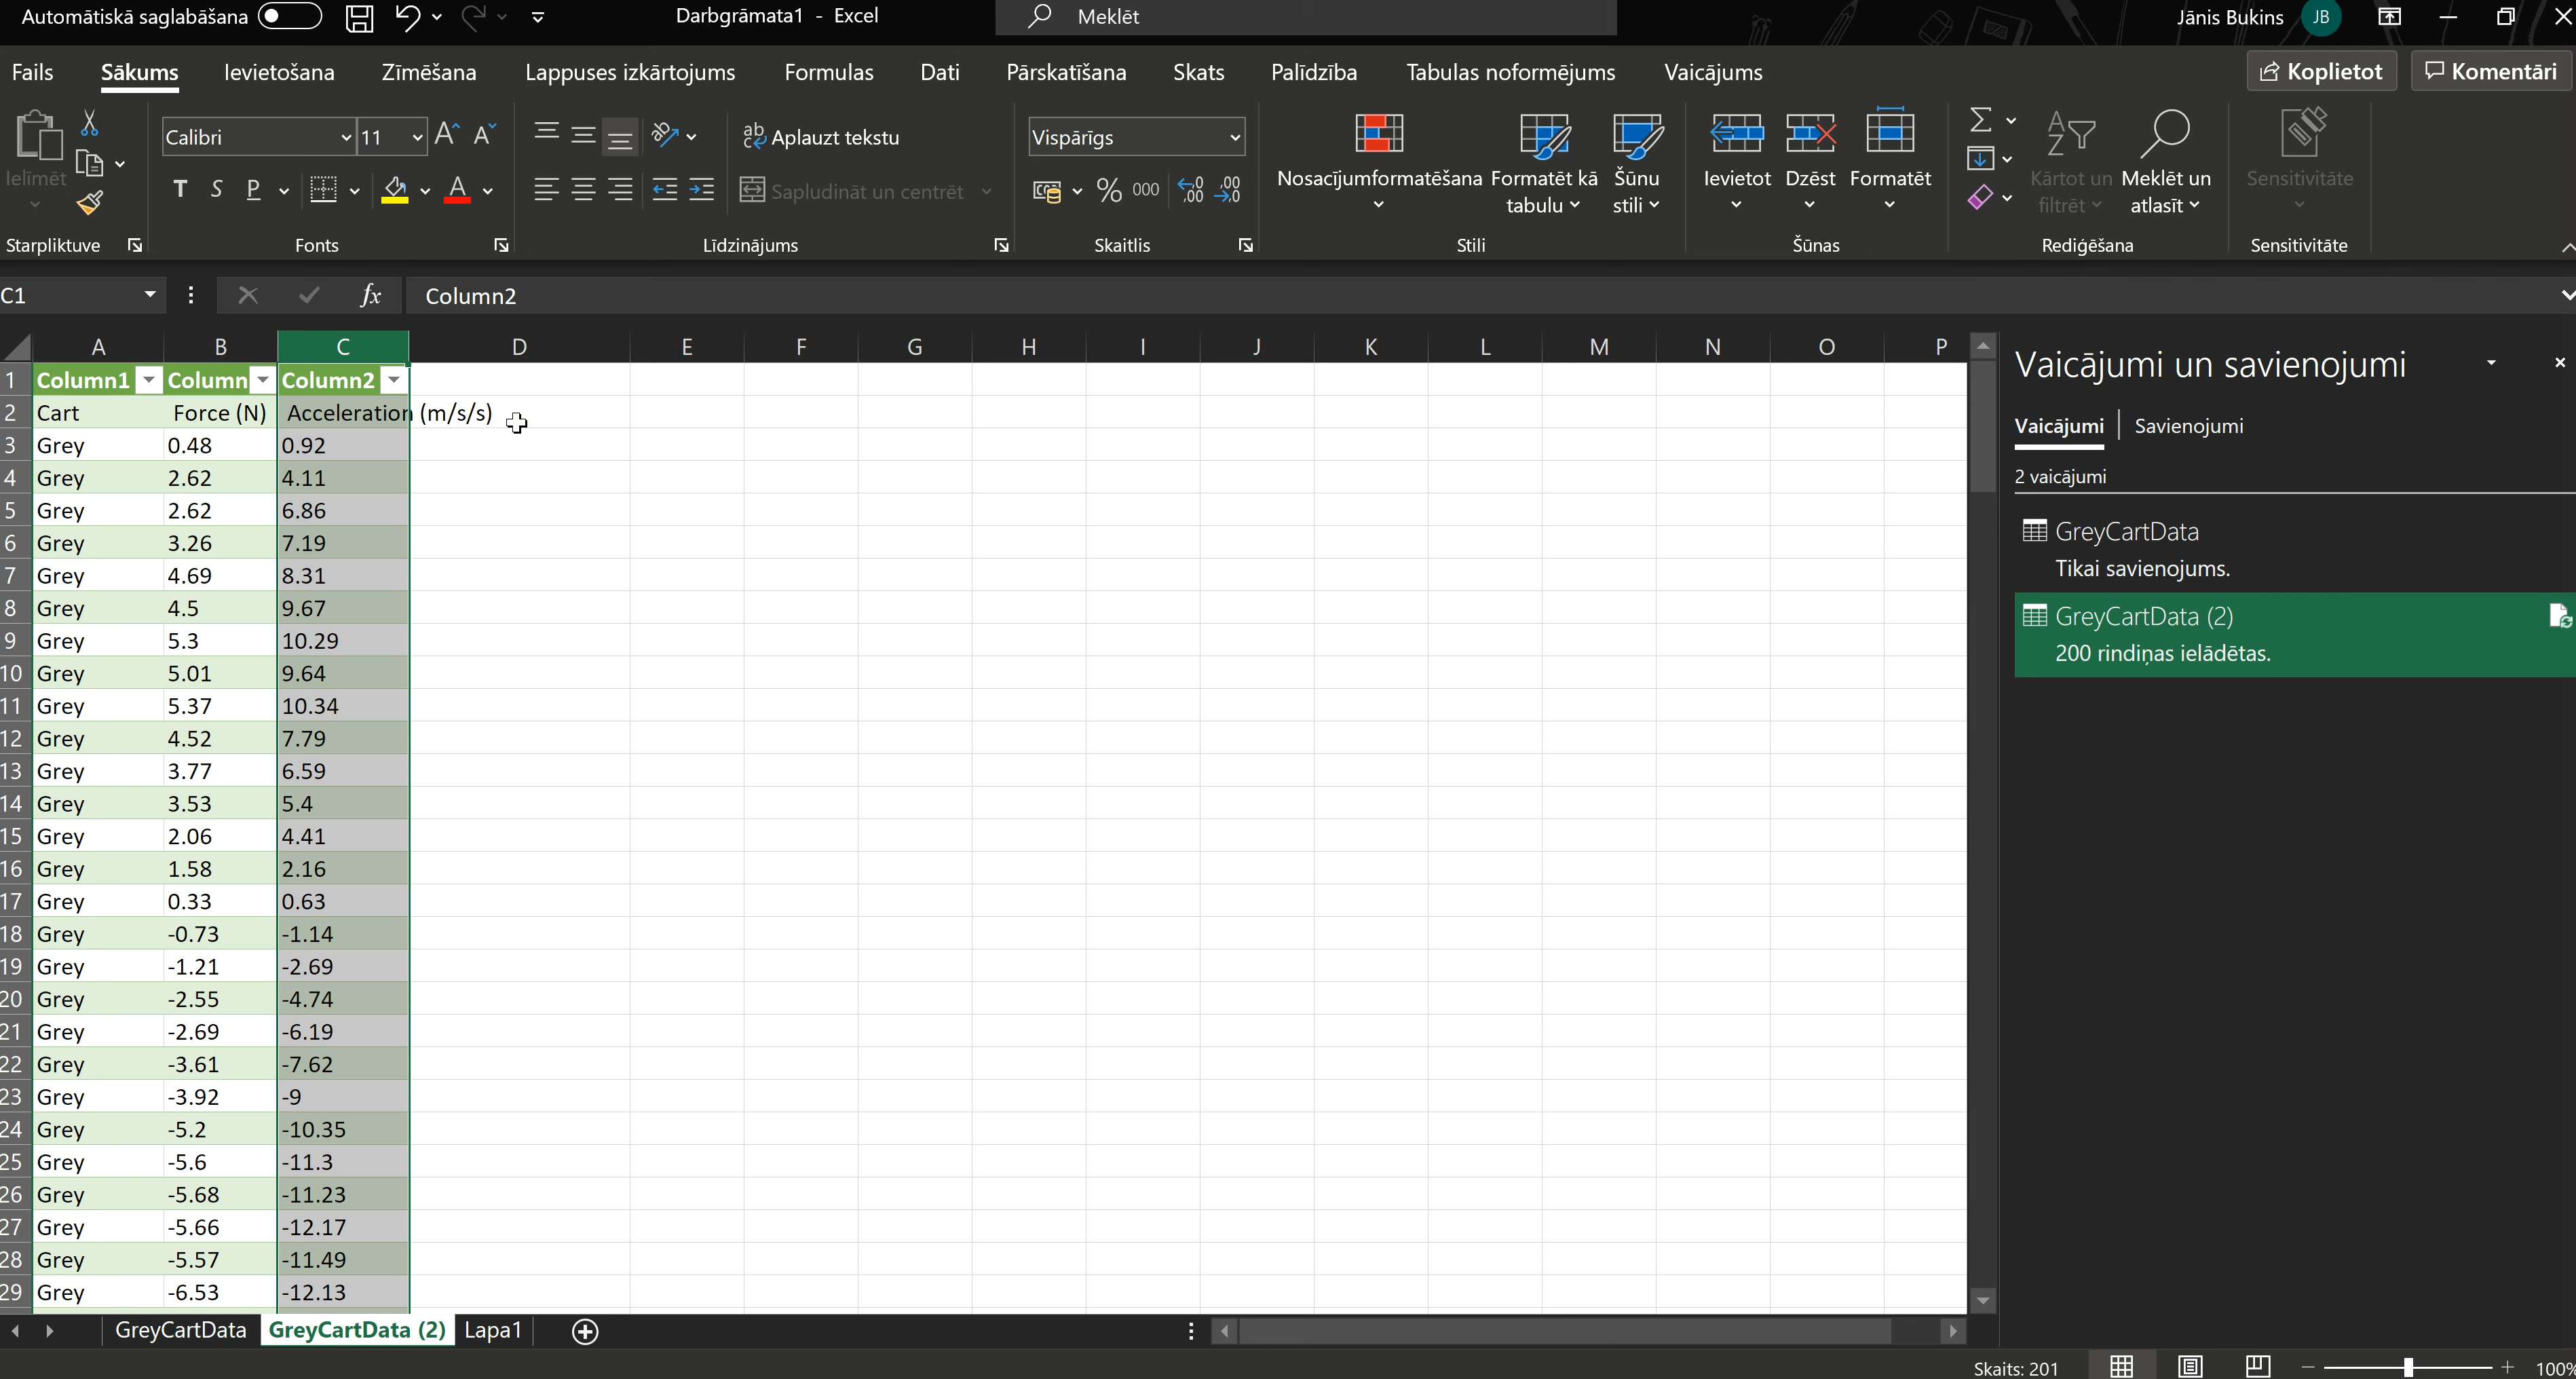 Automātiskā saglabāšana Darbgrāmata1 - Excel Meklēt Jānis Bukins JB
Fails Sākums Ievietošana Zīmēšana Lappuses izkārtojums Formulas Dati Pārskatīšana Skats Palīdzība Tabulas noformējums Vaicājums Koplietot Komentāri
Ielīmēt
Calibri 11
T S P
Aplauzt tekstu
Sapludināt un centrēt
Vispārīgs
% 000
Nosacījumformatēšana
Formatēt kā
tabulu
Šūnu
stili
Ievietot Dzēst Formatēt
Kārtot un
filtrēt
Meklēt un
atlasīt
Sensitivitāte
Starpliktuve Fonts Līdzinājums Skaitlis Stili Šūnas Rediģēšana Sensitivitāte
C1 fx Column2
A B C D E F G H I J K L M N O P
1 Column1 Column Column2
2 Cart Force (N) Acceleration (m/s/s)
3 Grey 0.48 0.92
4 Grey 2.62 4.11
5 Grey 2.62 6.86
6 Grey 3.26 7.19
7 Grey 4.69 8.31
8 Grey 4.5 9.67
9 Grey 5.3 10.29
10 Grey 5.01 9.64
11 Grey 5.37 10.34
12 Grey 4.52 7.79
13 Grey 3.77 6.59
14 Grey 3.53 5.4
15 Grey 2.06 4.41
16 Grey 1.58 2.16
17 Grey 0.33 0.63
18 Grey -0.73 -1.14
19 Grey -1.21 -2.69
20 Grey -2.55 -4.74
21 Grey -2.69 -6.19
22 Grey -3.61 -7.62
23 Grey -3.92 -9
24 Grey -5.2 -10.35
25 Grey -5.6 -11.3
26 Grey -5.68 -11.23
27 Grey -5.66 -12.17
28 Grey -5.57 -11.49
29 Grey -6.53 -12.13
Vaicājumi un savienojumi
Vaicājumi Savienojumi
2 vaicājumi
GreyCartData
Tikai savienojums.
GreyCartData (2)
200 rindiņas ielādētas.
GreyCartData GreyCartData (2) Lapa1
Skaits: 201 100%